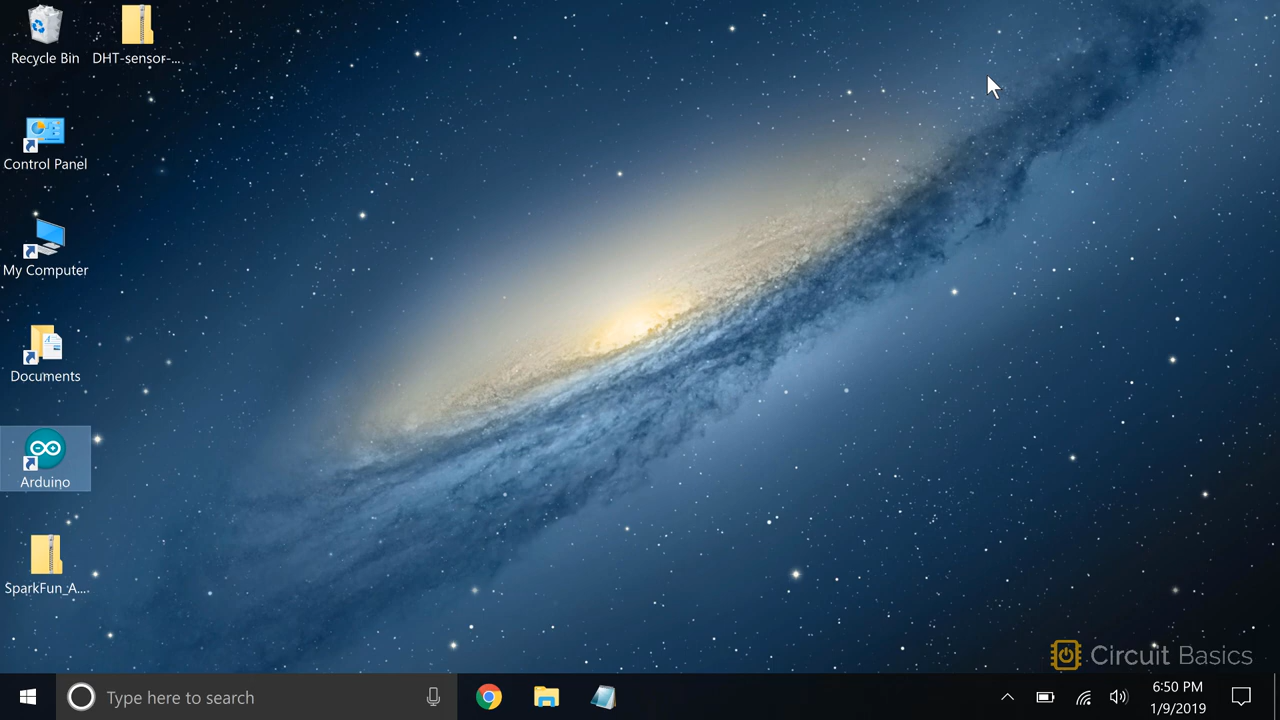 Recycle Bin
DHT-sensor-...
Control Panel
My Computer
Documents
Arduino
SparkFun_A...
Circuit Basics
Type here to search
6:50 PM
1/9/2019